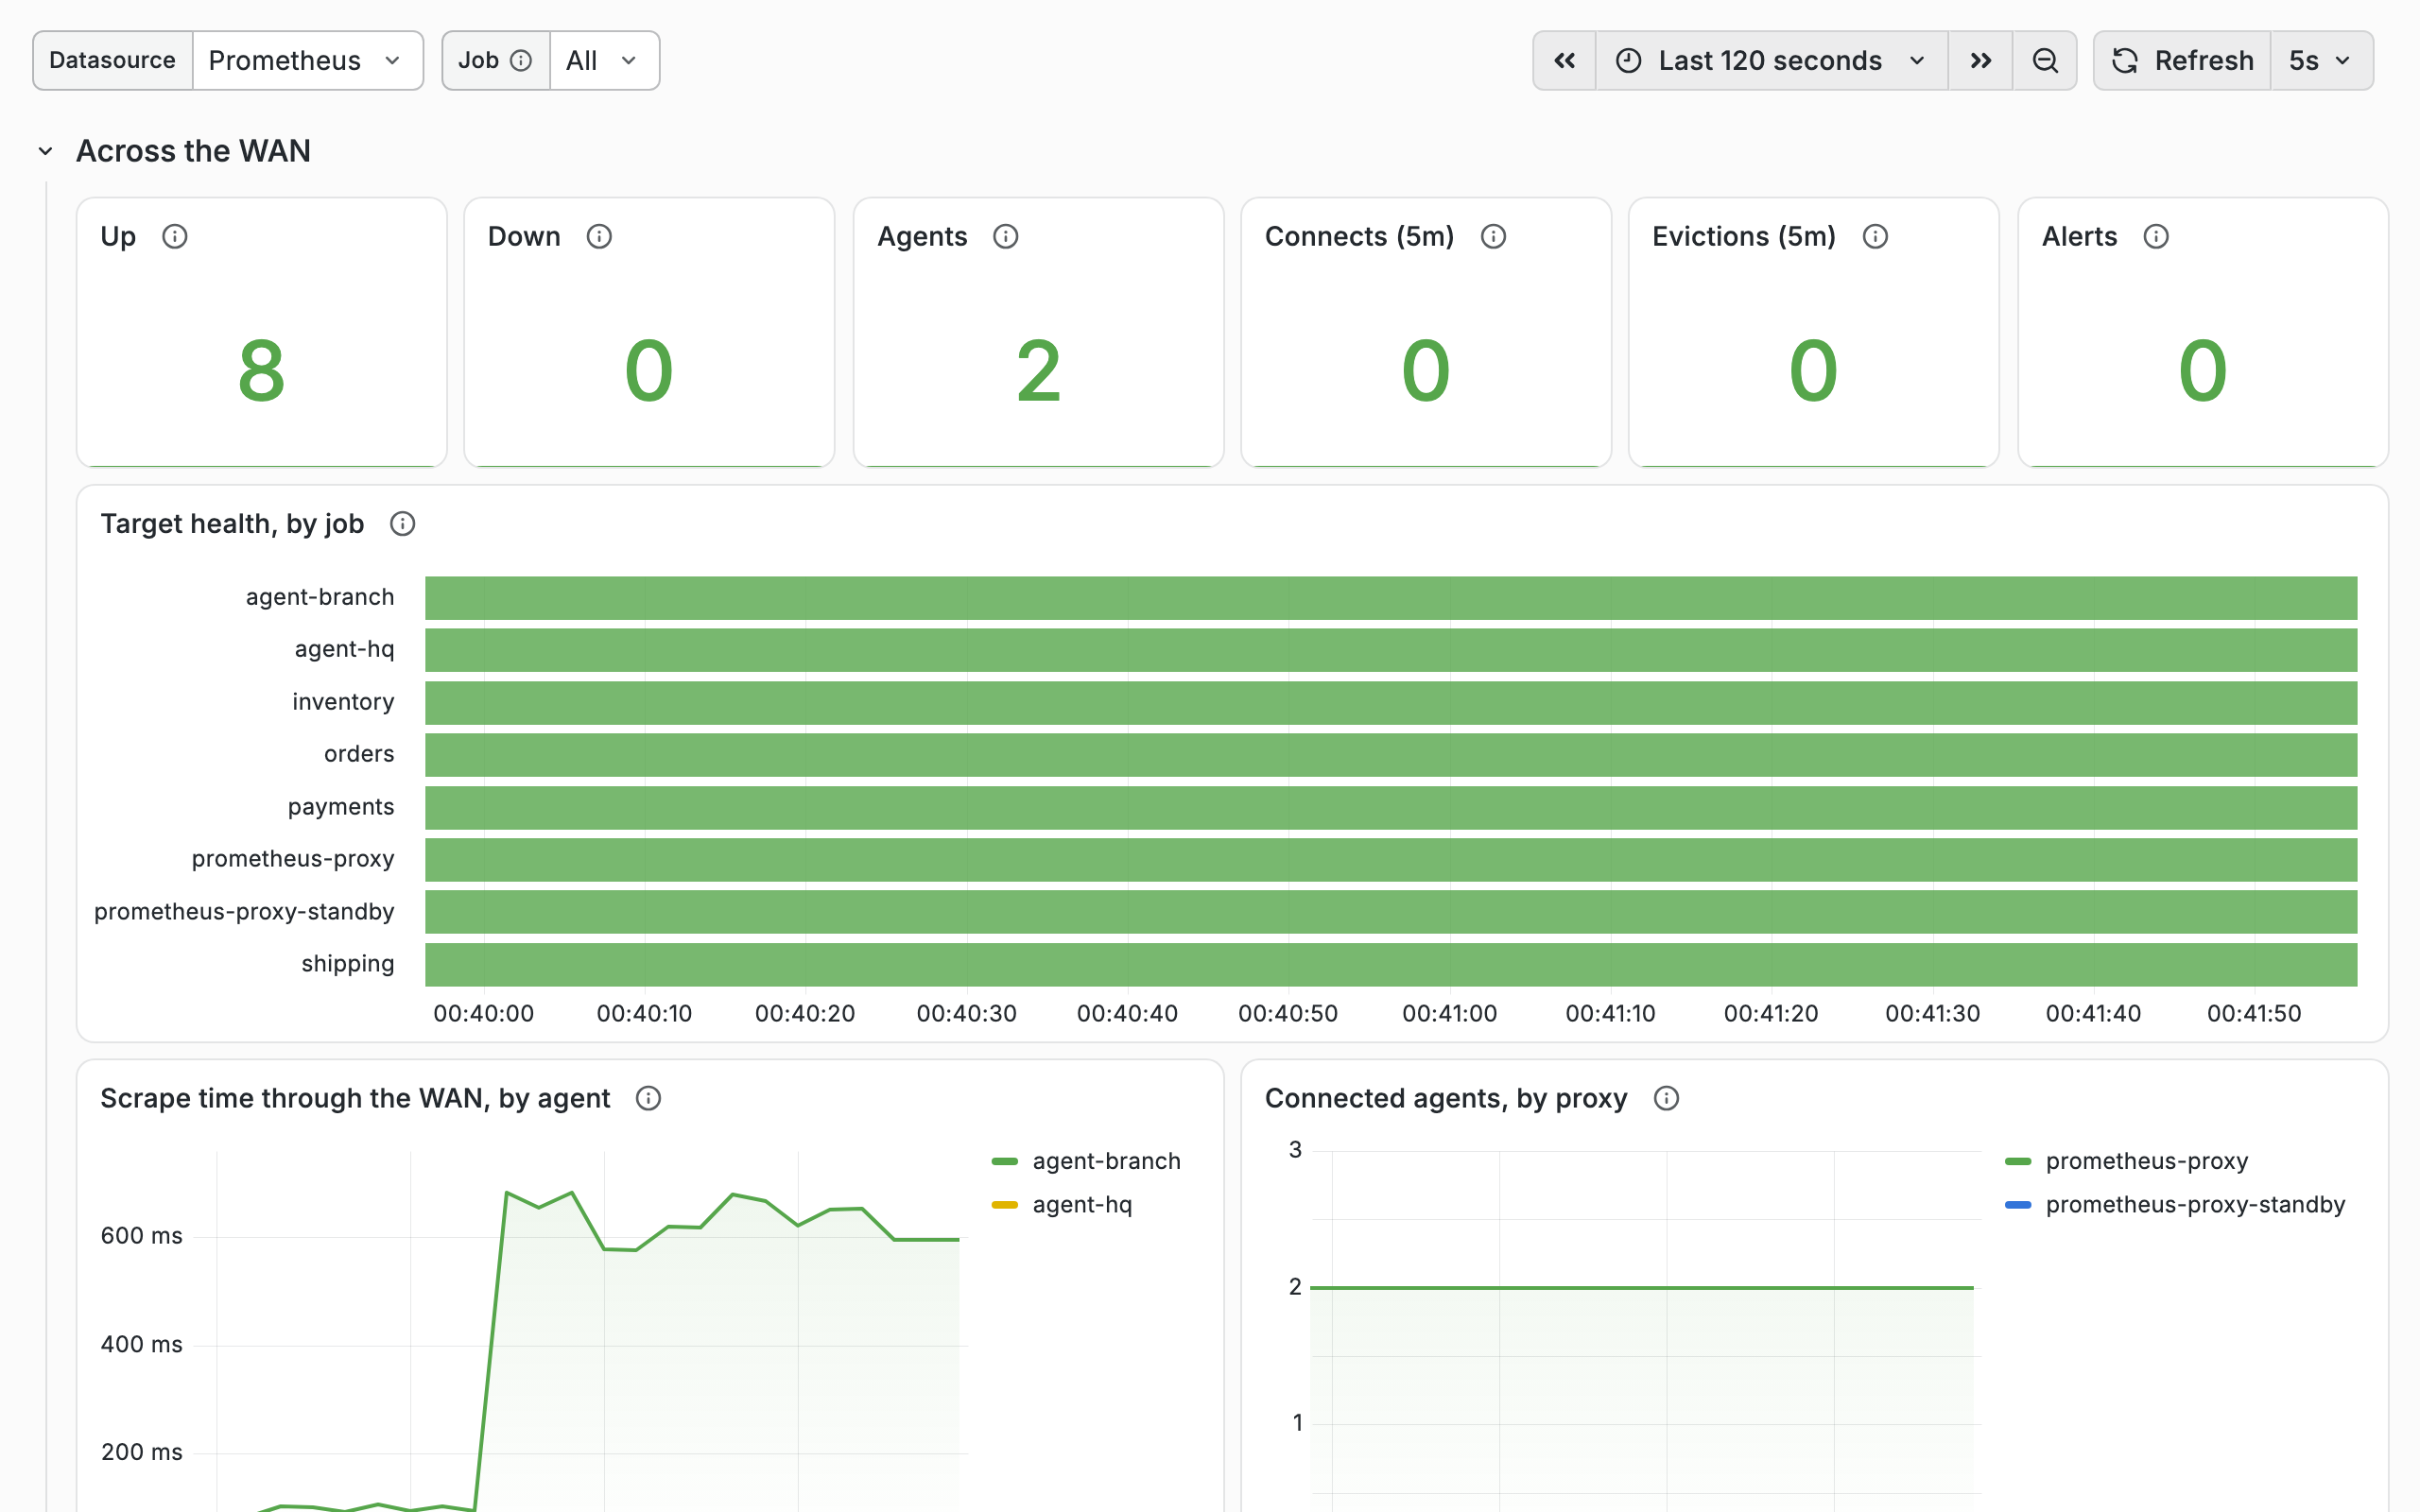 Datasource Prometheus Job All Last 120 seconds Refresh 5s
Across the WAN
Up Down Agents Connects (5m) Evictions (5m) Alerts
8 0 2 0 0 0
Target health, by job
agent-branch
agent-hq
inventory
orders
payments
prometheus-proxy
prometheus-proxy-standby
shipping
00:40:00 00:40:10 00:40:20 00:40:30 00:40:40 00:40:50 00:41:00 00:41:10 00:41:20 00:41:30 00:41:40 00:41:50
Scrape time through the WAN, by agent
600 ms
400 ms
200 ms
agent-branch
agent-hq
Connected agents, by proxy
3
2
1
prometheus-proxy
prometheus-proxy-standby